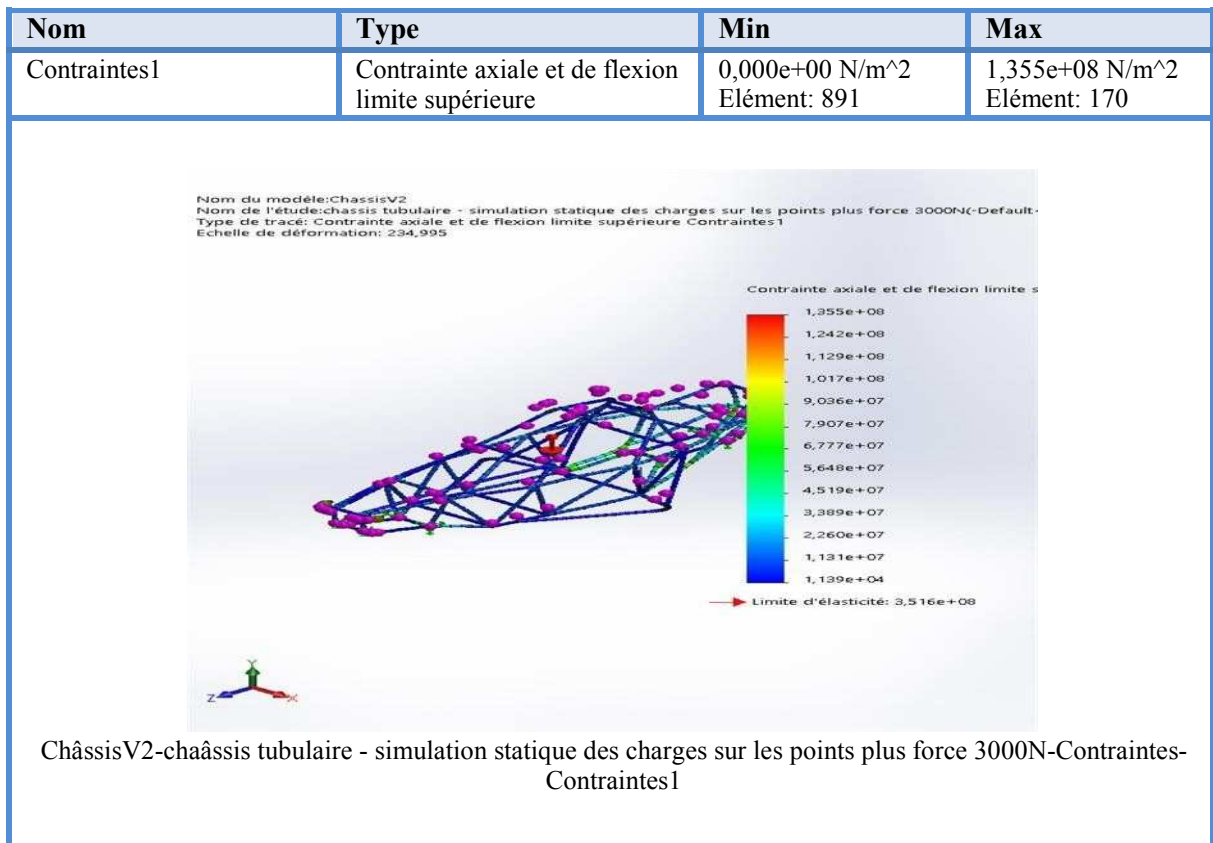 Nom Type Min Max
Contraintes1 Contrainte axiale et de flexion 0,000e+00 N/m^2 1,355e+08 N/m^2
limite supérieure Elément: 891 Elément: 170
Nom du modèle:ChassisV2
Nom de l'étude:chassis tubulaire - simulation statique des charges sur les points plus force 3000N(-Default-
Type de tracé: Contrainte axiale et de flexion limite supérieure Contraintes1
Echelle de déformation: 234,995
Contrainte axiale et de flexion limite s
1,355e+08
1,242e+08
1,129e+08
1,017e+08
9,036e+07
7,907e+07
6,777e+07
5,648e+07
4,519e+07
3,389e+07
2,260e+07
1,131e+07
1,139e+04
Limite d'élasticité: 3,516e+08
Y
Z X
ChâssisV2-chaâssis tubulaire - simulation statique des charges sur les points plus force 3000N-Contraintes-
Contraintes1